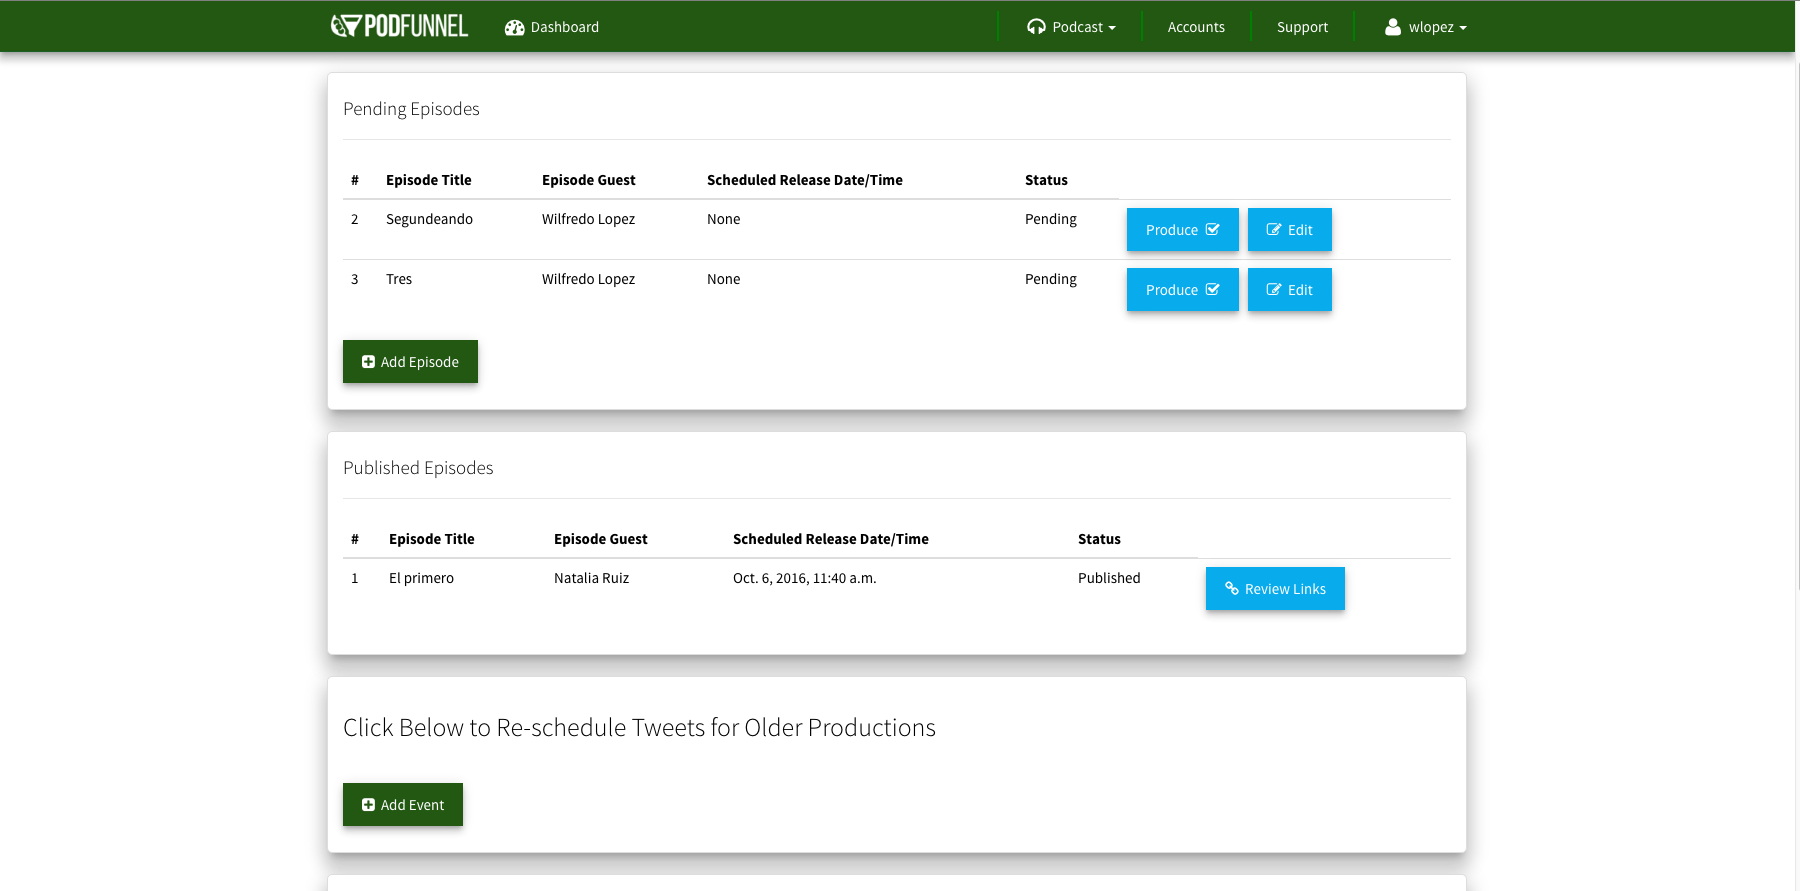 PODFUNNEL Dashboard Podcast Accounts Support wlopez
Pending Episodes
# Episode Title Episode Guest Scheduled Release Date/Time Status
2 Segundeando Wilfredo Lopez None Pending Produce Edit
3 Tres Wilfredo Lopez None Pending Produce Edit
Add Episode
Published Episodes
# Episode Title Episode Guest Scheduled Release Date/Time Status
1 El primero Natalia Ruiz Oct. 6, 2016, 11:40 a.m. Published Review Links
Click Below to Re-schedule Tweets for Older Productions
Add Event